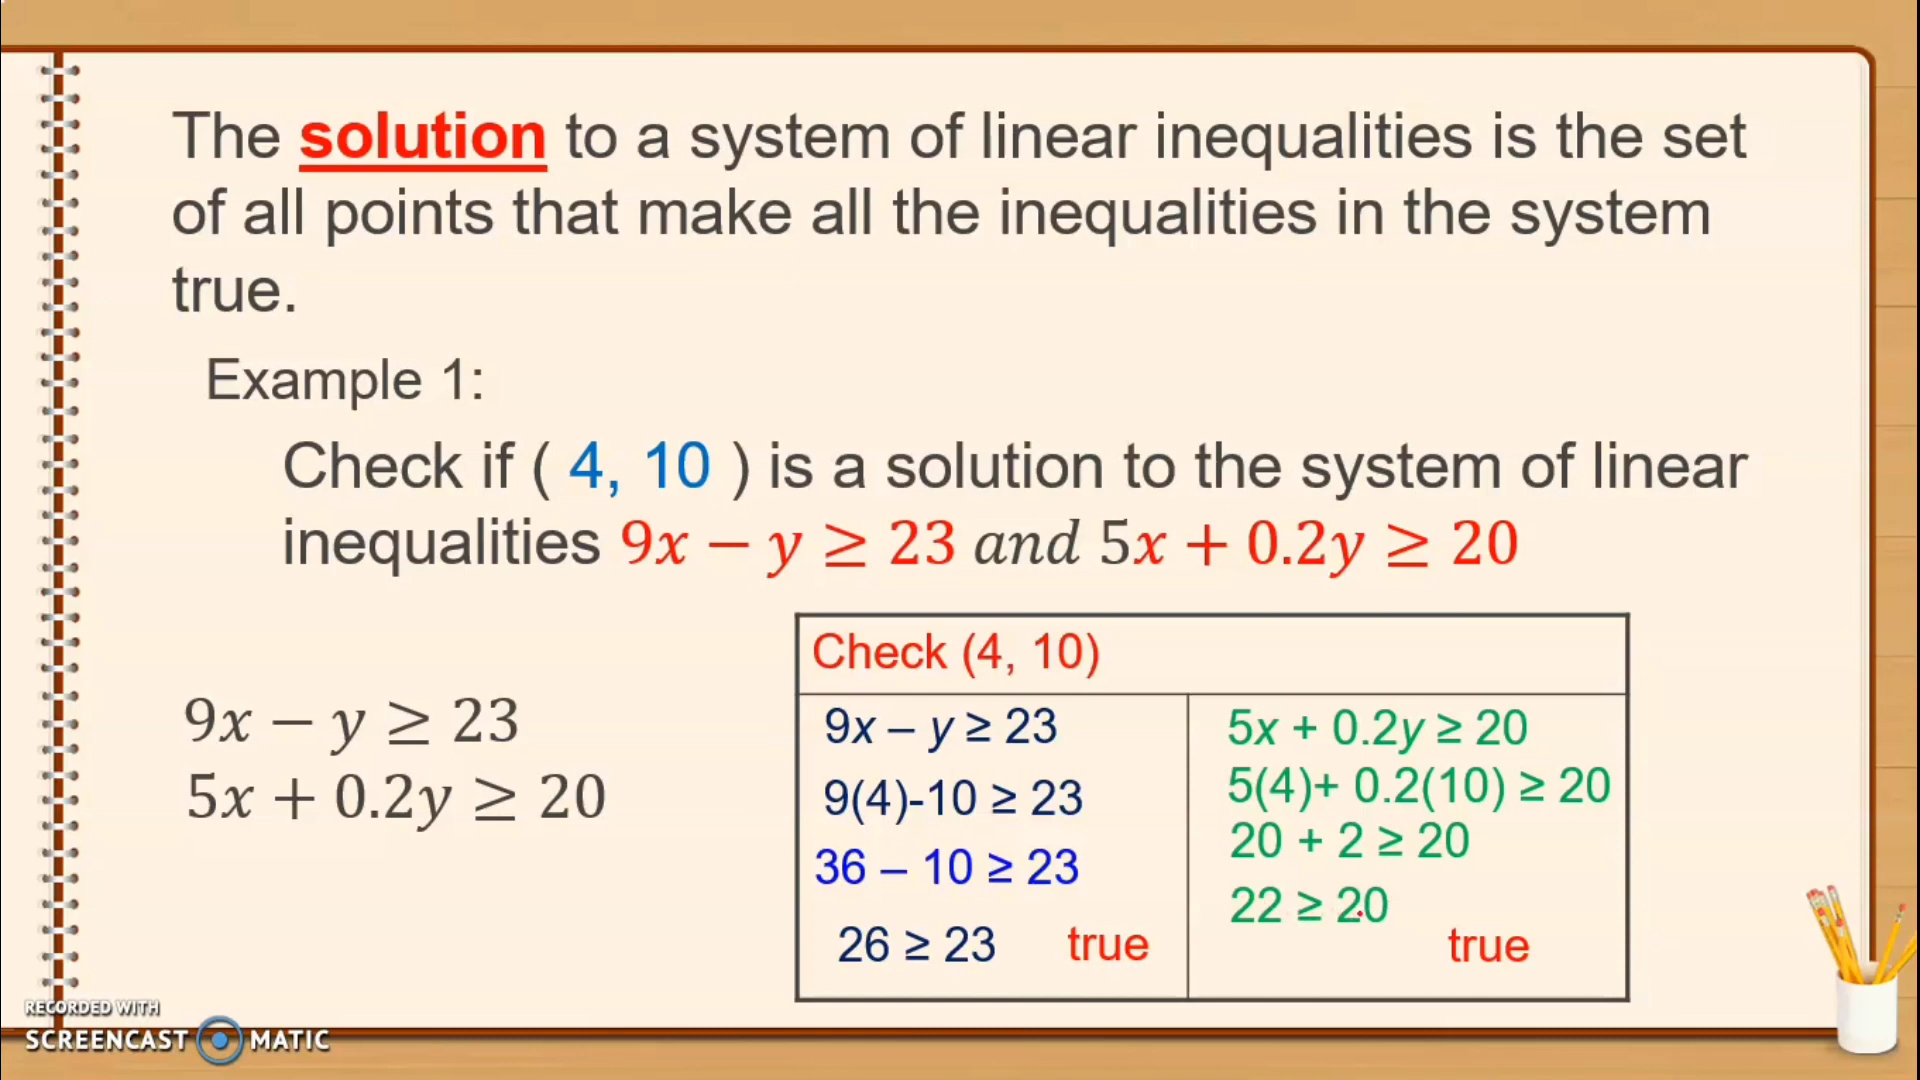 The solution to a system of linear inequalities is the set
of all points that make all the inequalities in the system
true.
Example 1:
Check if ( 4, 10 ) is a solution to the system of linear
inequalities 9x − y ≥ 23 and 5x + 0.2y ≥ 20
9x − y ≥ 23
5x + 0.2y ≥ 20
Check (4, 10)
9x – y ≥ 23
9(4)-10 ≥ 23
36 – 10 ≥ 23
26 ≥ 23 true
5x + 0.2y ≥ 20
5(4)+ 0.2(10) ≥ 20
20 + 2 ≥ 20
22 ≥ 20
true
RECORDED WITH
SCREENCAST MATIC